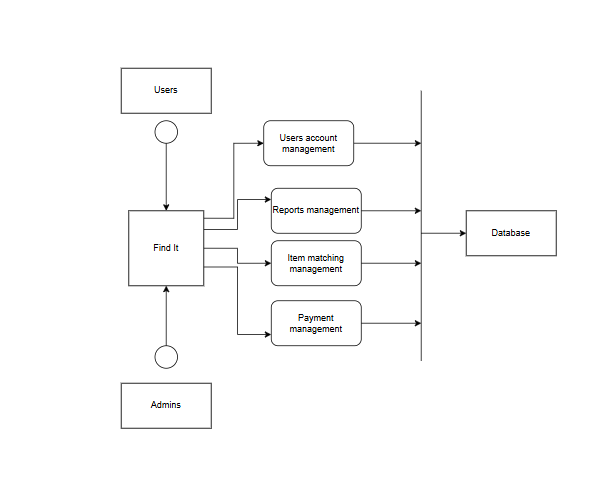 Users
Users account
management
Reports management
Find It
Database
Item matching
management
Payment
management
Admins